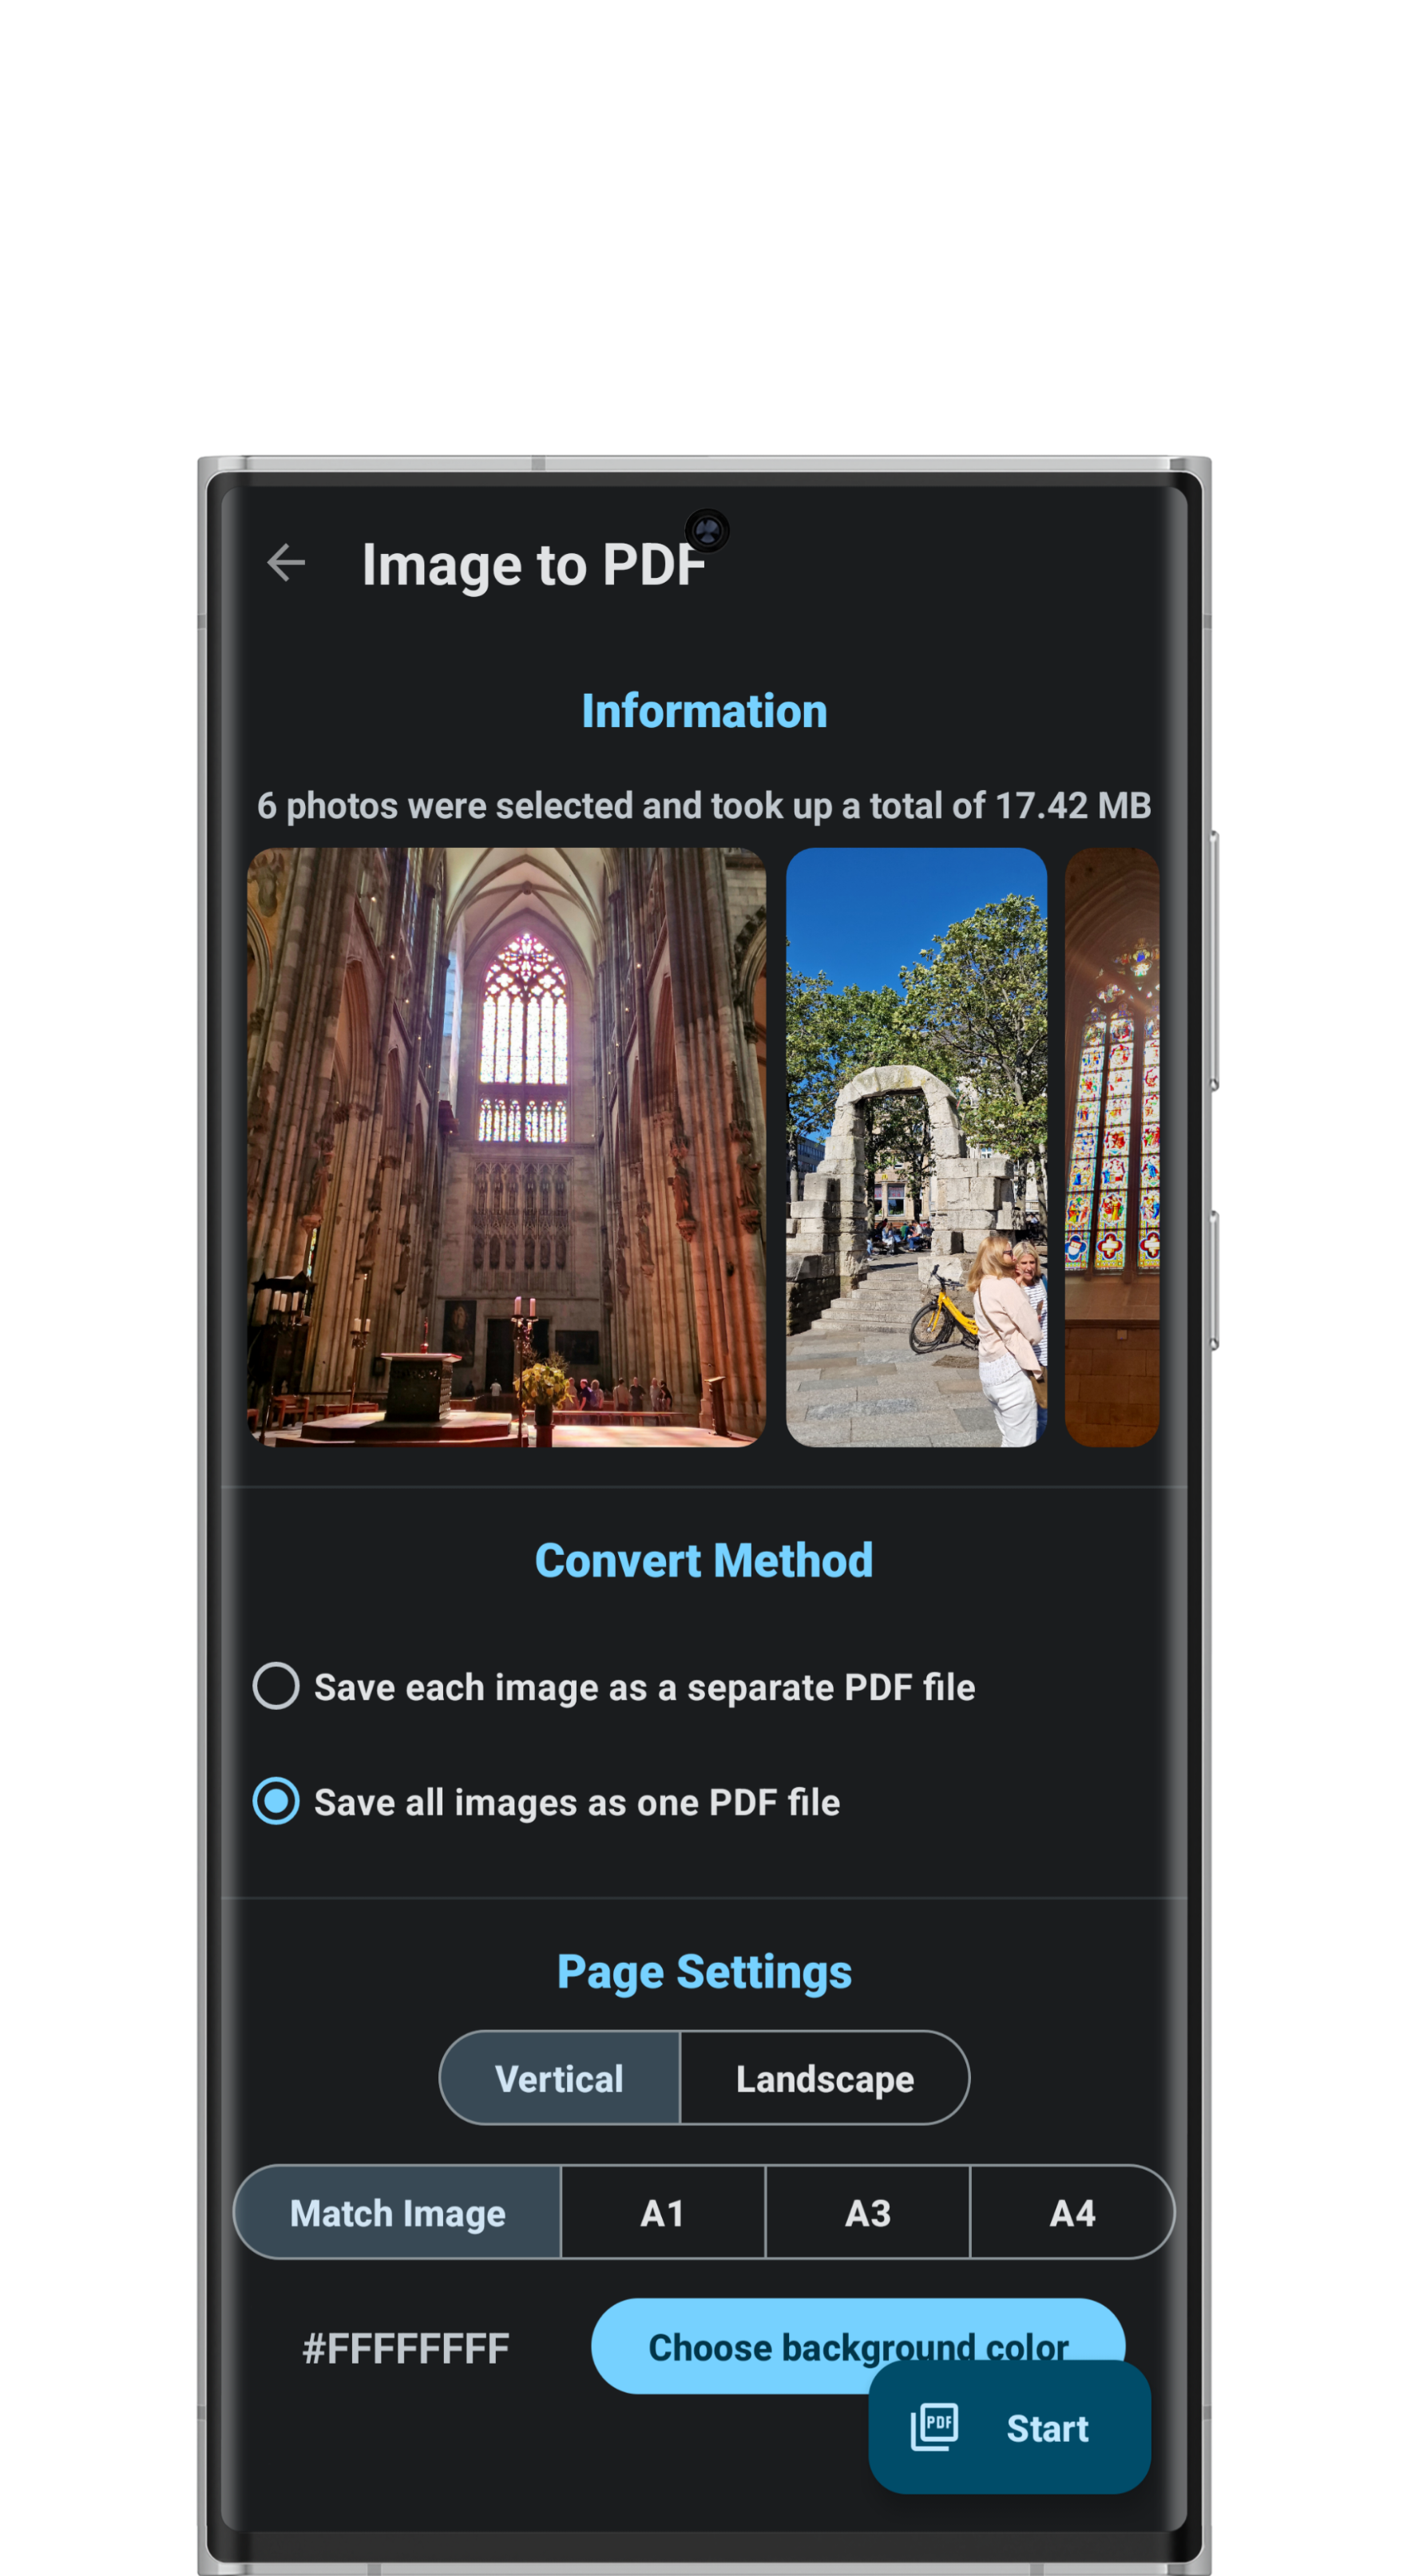 Image to PDF
Information
6 photos were selected and took up a total of 17.42 MB
Convert Method
Save each image as a separate PDF file
Save all images as one PDF file
Page Settings
Vertical Landscape
Match Image A1 A3 A4
#FFFFFFFF Choose background color
PDF Start